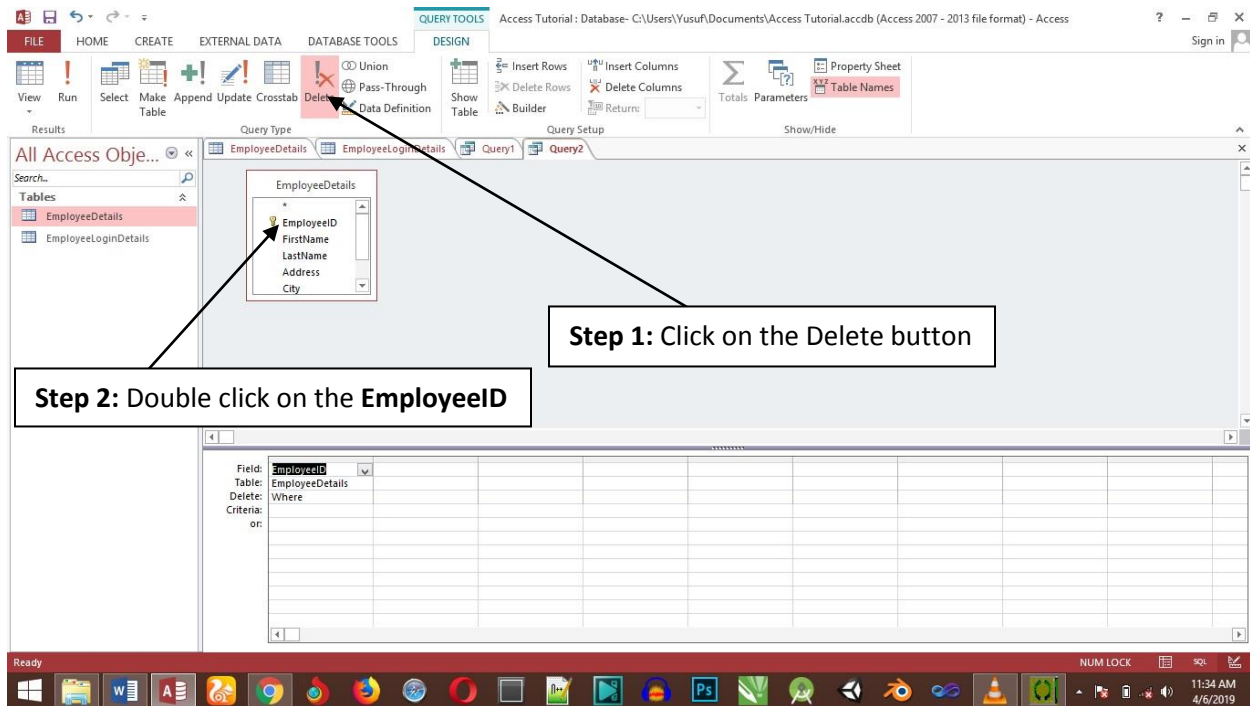 QUERY TOOLS Access Tutorial : Database- C:\Users\Yusuf\Documents\Access Tutorial.accdb (Access 2007 - 2013 file format) - Access ?
FILE HOME CREATE EXTERNAL DATA DATABASE TOOLS DESIGN Sign in
View Run Select Make Table Append Update Crosstab Delete
Union
Pass-Through
Data Definition
Show Table
Insert Rows
Delete Rows
Builder
Insert Columns
Delete Columns
Return:
Totals Parameters
Property Sheet
Table Names
Results Query Type Query Setup Show/Hide
All Access Obje...
Search...
Tables
EmployeeDetails
EmployeeLoginDetails
EmployeeDetails EmployeeLoginDetails Query1 Query2
EmployeeDetails
*
EmployeeID
FirstName
LastName
Address
City
Step 1: Click on the Delete button
Step 2: Double click on the EmployeeID
Field: EmployeeID
Table: EmployeeDetails
Delete: Where
Criteria:
or:
Ready NUM LOCK SQL
Ps
11:34 AM
4/6/2019